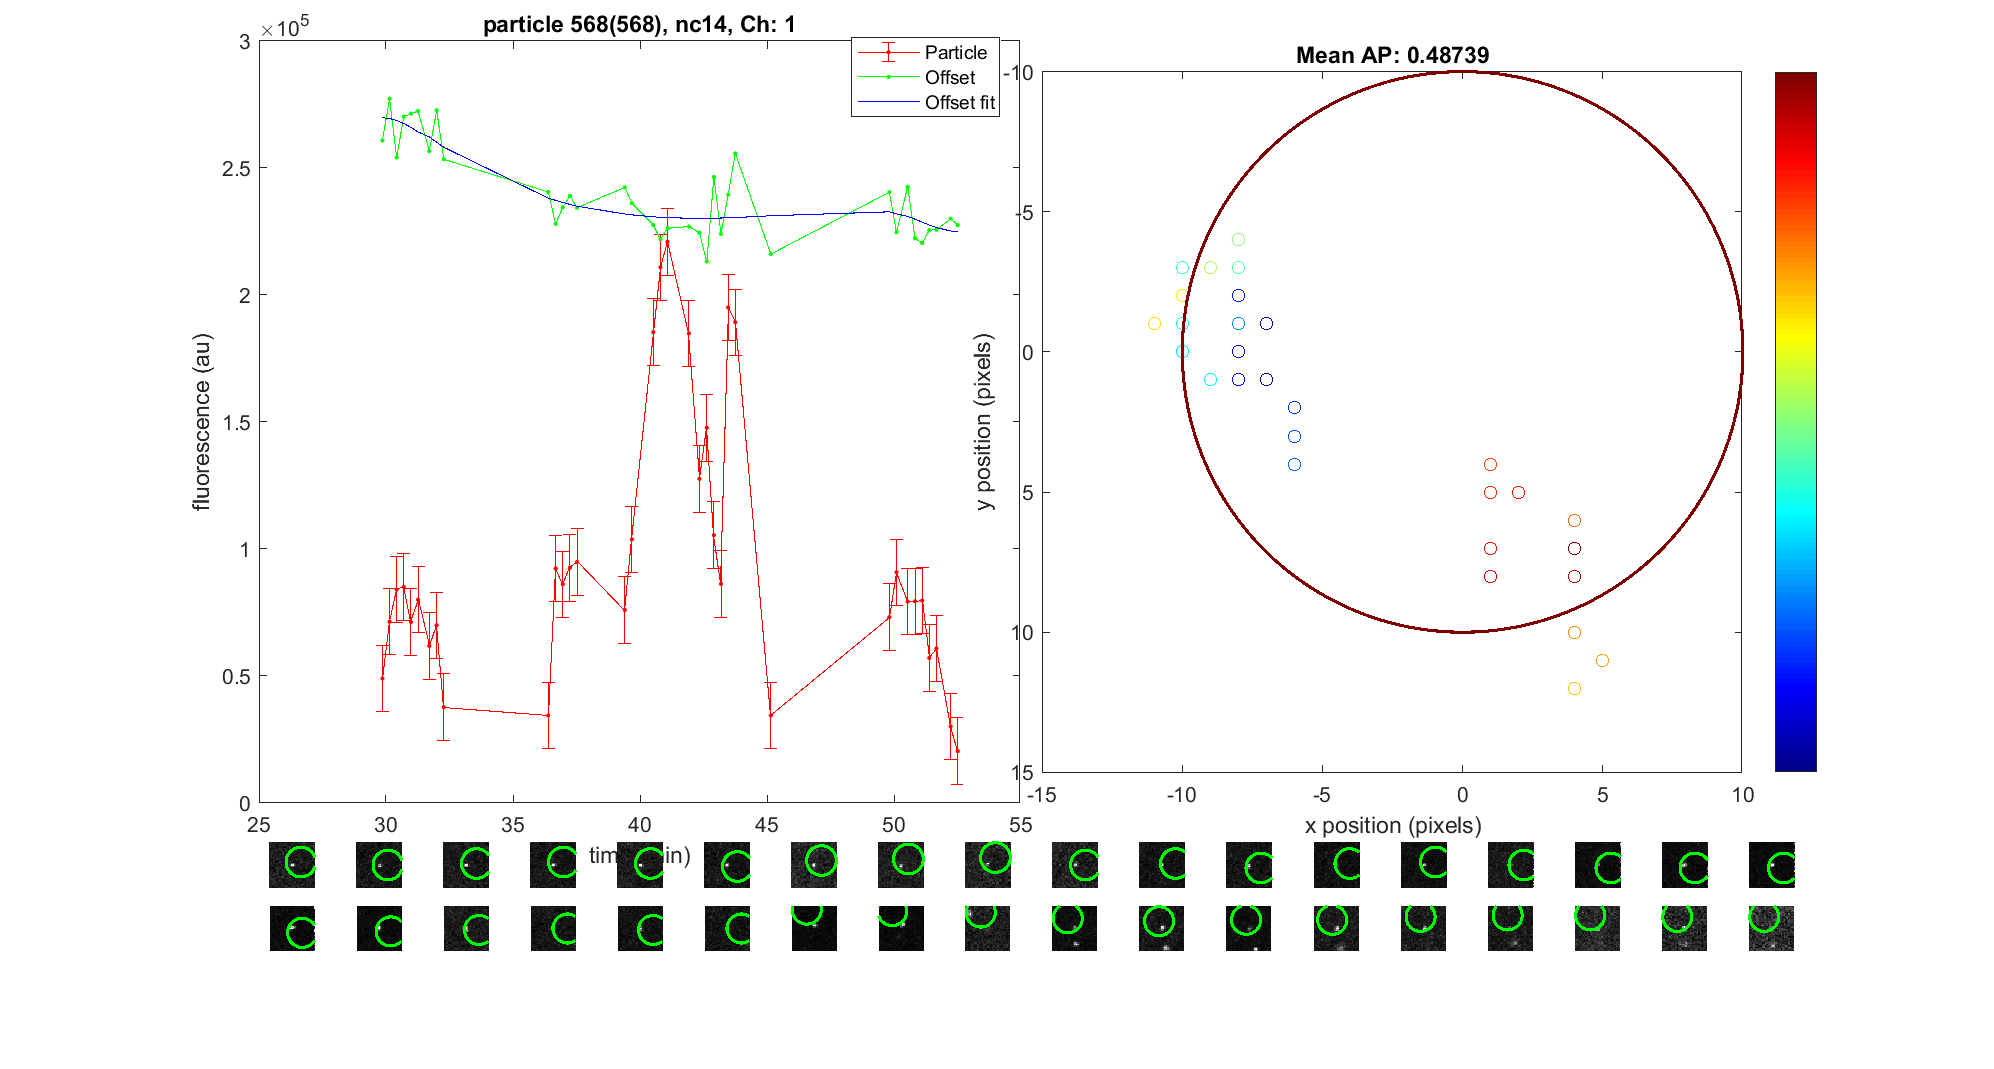 particle 568(568), nc14, Ch: 1
×10^5
3
2.5
2
1.5
1
0.5
0
25 30 35 40 45 50 55
fluorescence (au)
Particle
Offset
Offset fit
Mean AP: 0.48739
-10
-5
0
5
10
15
-15 -10 -5 0 5 10
y position (pixels)
x position (pixels)